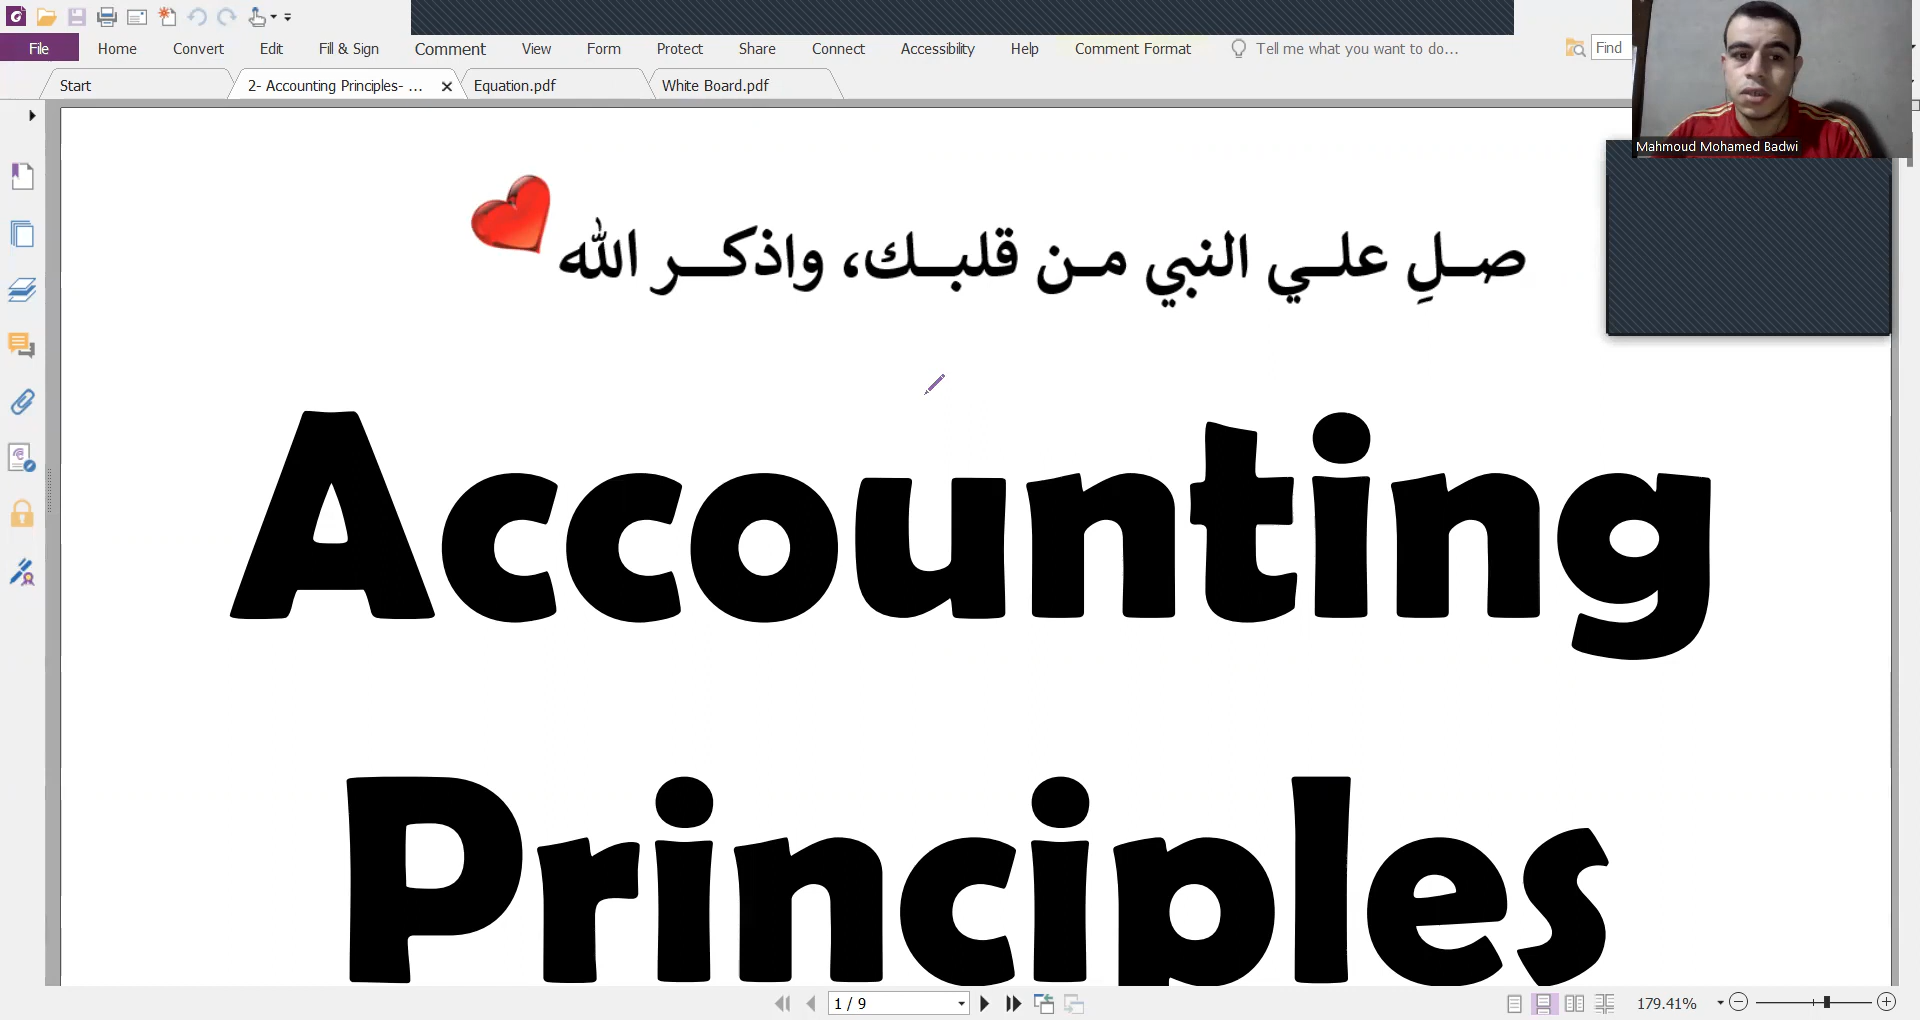 File Home Convert Edit Fill & Sign Comment View Form Protect Share Connect Accessibility Help Comment Format Tell me what you want to do... Find
Start 2- Accounting Principles- ... Equation.pdf White Board.pdf
Mahmoud Mohamed Badwi
صـلِ علـي النبي مـن قلبـك، واذكـر الله
Accounting
Principles
1 / 9 179.41%